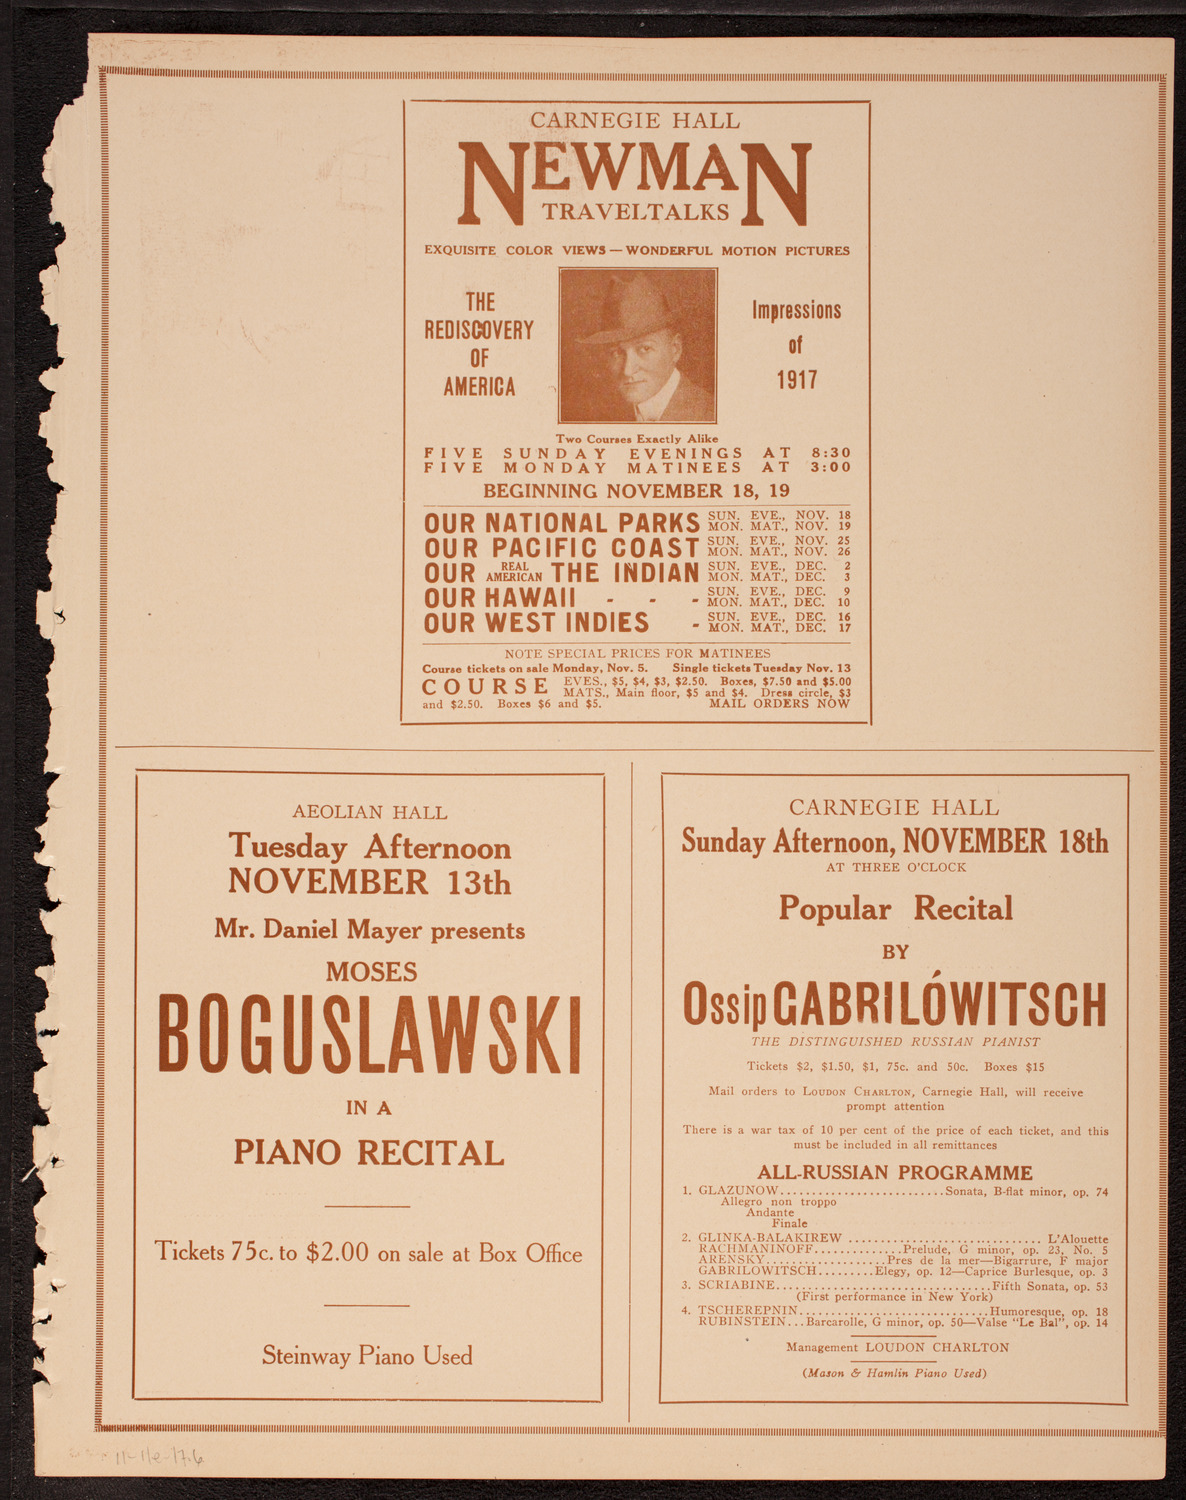 CARNEGIE HALL
NEWMAN
TRAVELTALKS
EXQUISITE COLOR VIEWS — WONDERFUL MOTION PICTURES
THE
REDISCOVERY
OF
AMERICA
Impressions
of
1917
Two Courses Exactly Alike
FIVE SUNDAY EVENINGS AT 8:30
FIVE MONDAY MATINEES AT 3:00
BEGINNING NOVEMBER 18, 19
OUR NATIONAL PARKS SUN. EVE., NOV. 18
MON. MAT., NOV. 19
OUR PACIFIC COAST SUN. EVE., NOV. 25
MON. MAT., NOV. 26
OUR REAL AMERICAN THE INDIAN SUN. EVE., DEC. 2
MON. MAT., DEC. 3
OUR HAWAII - - - SUN. EVE., DEC. 9
MON. MAT., DEC. 10
OUR WEST INDIES - SUN. EVE., DEC. 16
MON. MAT., DEC. 17
NOTE SPECIAL PRICES FOR MATINEES
Course tickets on sale Monday, Nov. 5. Single tickets Tuesday Nov. 13
COURSE EVES., $5, $4, $3, $2.50. Boxes, $7.50 and $5.00
MATS., Main floor, $5 and $4. Dress circle, $3
and $2.50. Boxes $6 and $5. MAIL ORDERS NOW
AEOLIAN HALL
Tuesday Afternoon
NOVEMBER 13th
Mr. Daniel Mayer presents
MOSES
BOGUSLAWSKI
IN A
PIANO RECITAL
Tickets 75c. to $2.00 on sale at Box Office
Steinway Piano Used
CARNEGIE HALL
Sunday Afternoon, NOVEMBER 18th
AT THREE O'CLOCK
Popular Recital
BY
Ossip GABRILÓWITSCH
THE DISTINGUISHED RUSSIAN PIANIST
Tickets $2, $1.50, $1, 75c. and 50c. Boxes $15
Mail orders to LOUDON CHARLTON, Carnegie Hall, will receive
prompt attention
There is a war tax of 10 per cent of the price of each ticket, and this
must be included in all remittances
ALL-RUSSIAN PROGRAMME
1. GLAZUNOW..........................Sonata, B-flat minor, op. 74
Allegro non troppo
Andante
Finale
2. GLINKA-BALAKIREW .............................. L'Alouette
RACHMANINOFF..............Prelude, G minor, op. 23, No. 5
ARENSKY...................Pres de la mer—Bigarrure, F major
GABRILOWITSCH.........Elegy, op. 12—Caprice Burlesque, op. 3
3. SCRIABINE..................................Fifth Sonata, op. 53
(First performance in New York)
4. TSCHEREPNIN..............................Humoresque, op. 18
RUBINSTEIN...Barcarolle, G minor, op. 50—Valse "Le Bal", op. 14
Management LOUDON CHARLTON
(Mason & Hamlin Piano Used)